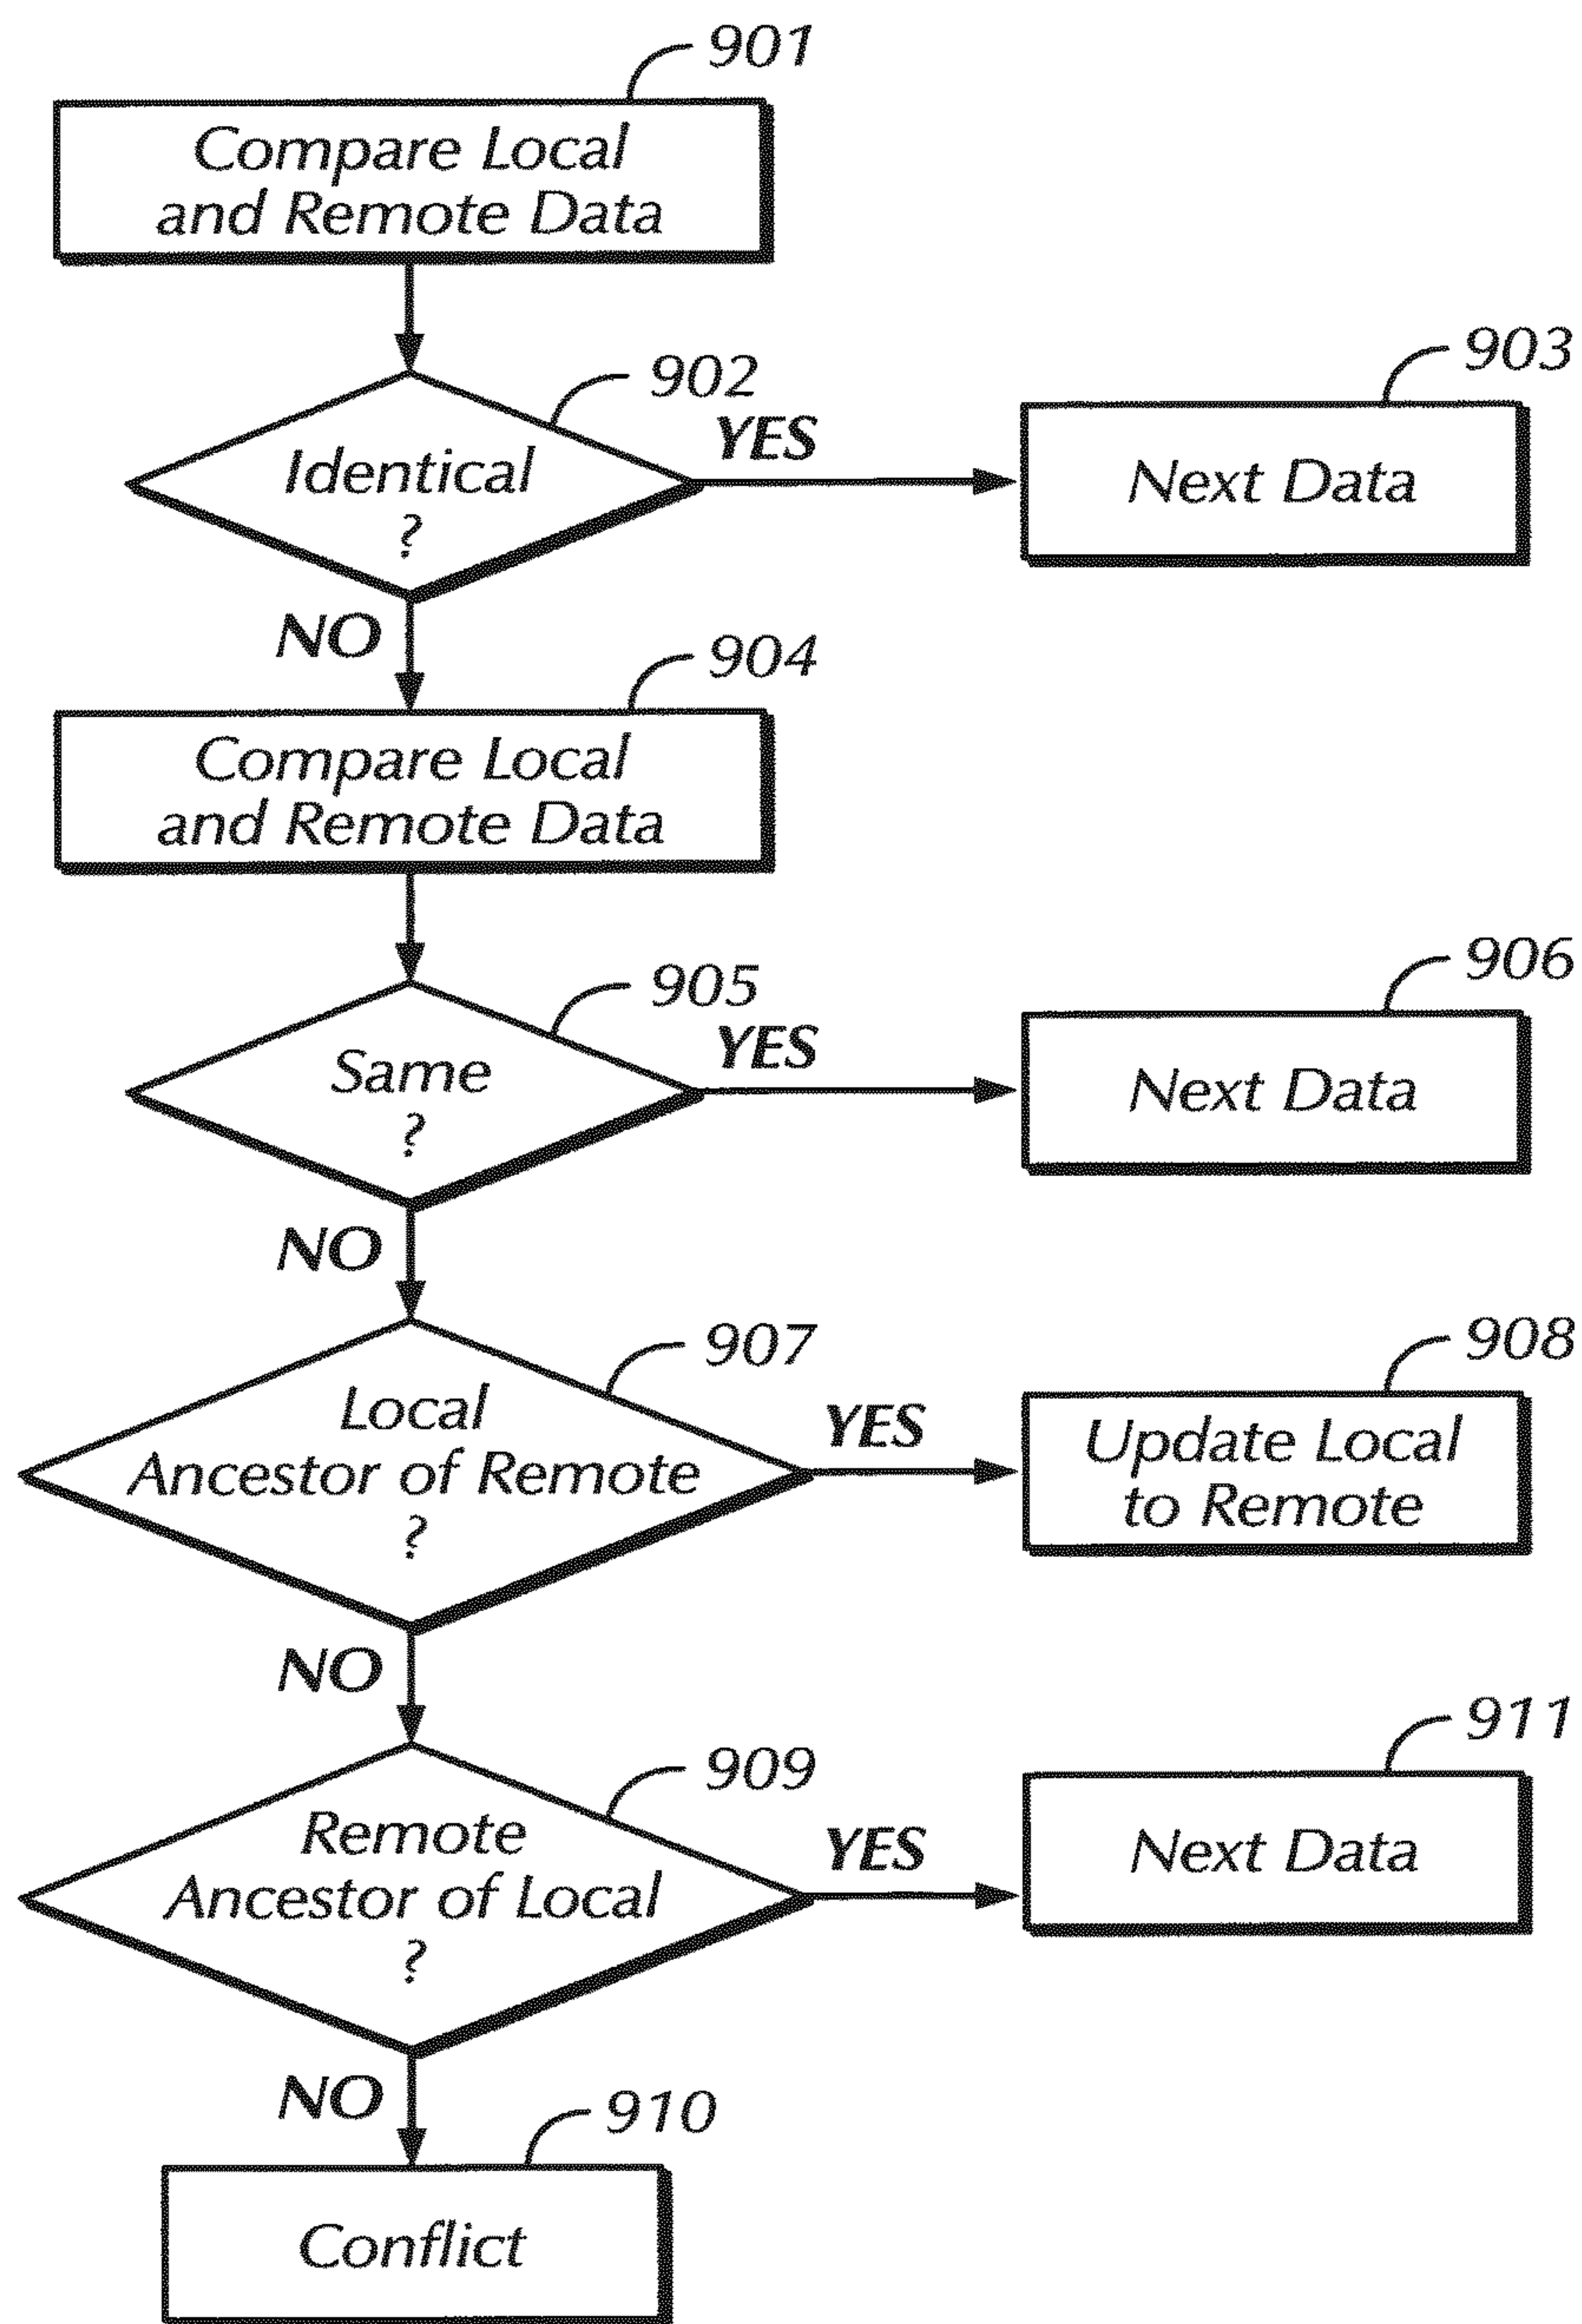 901
Compare Local
and Remote Data
902
903
Identical
?
YES
Next Data
NO
904
Compare Local
and Remote Data
905
906
Same
?
YES
Next Data
NO
907
908
Local
Ancestor of Remote
?
YES
Update Local
to Remote
NO
909
911
Remote
Ancestor of Local
?
YES
Next Data
NO
910
Conflict